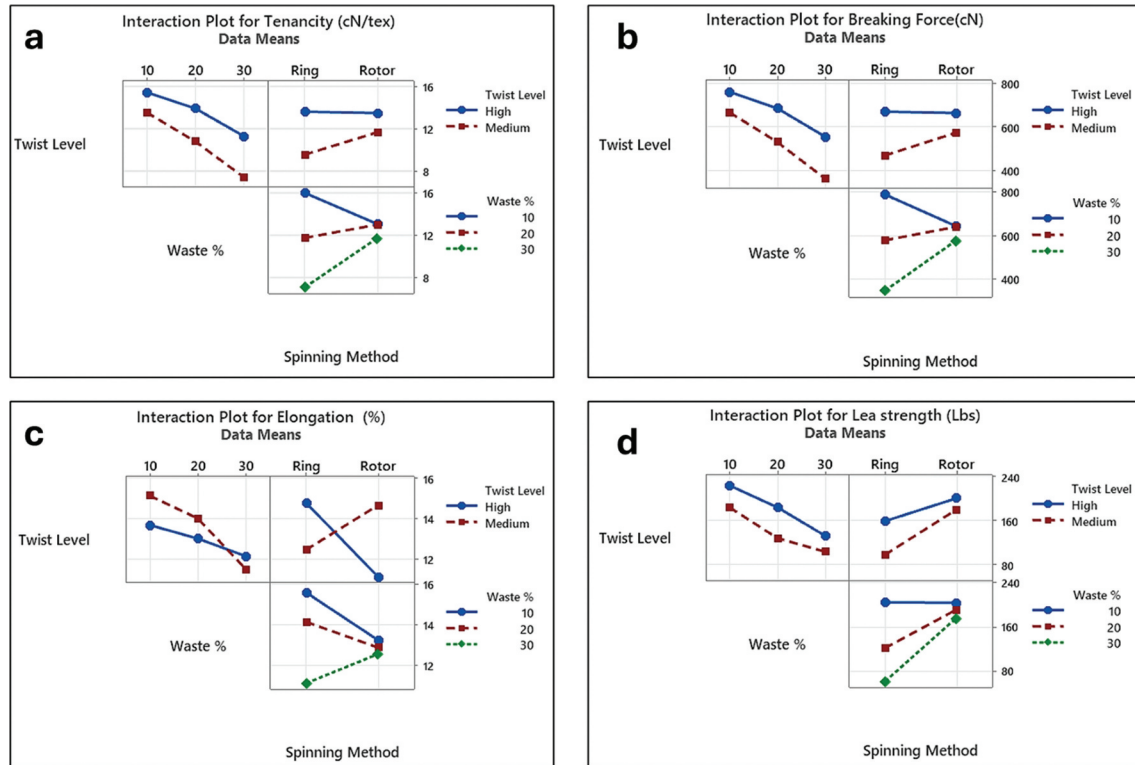 a
Interaction Plot for Tenancity (cN/tex)
Data Means
10 20 30 Ring Rotor
16
Twist Level
High
Medium
12
Twist Level
8
16
Waste %
10
20
30
12
Waste %
8
Spinning Method
b
Interaction Plot for Breaking Force(cN)
Data Means
10 20 30 Ring Rotor
800
Twist Level
High
Medium
600
Twist Level
400
800
Waste %
10
20
30
600
Waste %
400
Spinning Method
c
Interaction Plot for Elongation (%)
Data Means
10 20 30 Ring Rotor
16
Twist Level
High
Medium
14
Twist Level
12
16
Waste %
10
20
30
14
Waste %
12
Spinning Method
d
Interaction Plot for Lea strength (Lbs)
Data Means
10 20 30 Ring Rotor
240
Twist Level
High
Medium
160
Twist Level
80
240
Waste %
10
20
30
160
Waste %
80
Spinning Method